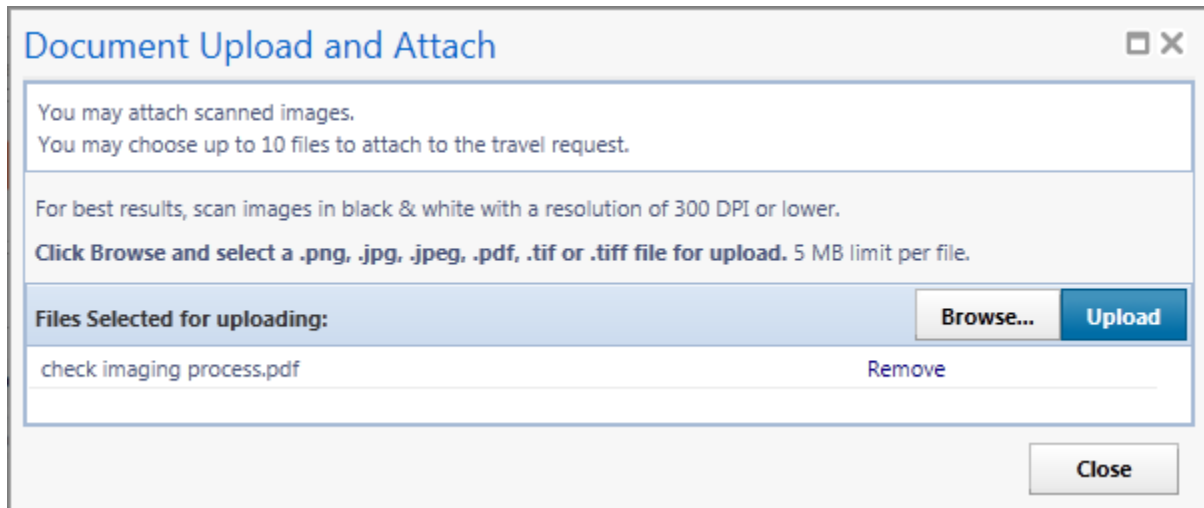 Document Upload and Attach
You may attach scanned images.
You may choose up to 10 files to attach to the travel request.
For best results, scan images in black & white with a resolution of 300 DPI or lower.
Click Browse and select a .png, .jpg, .jpeg, .pdf, .tif or .tiff file for upload. 5 MB limit per file.
Files Selected for uploading: Browse... Upload
check imaging process.pdf Remove
Close